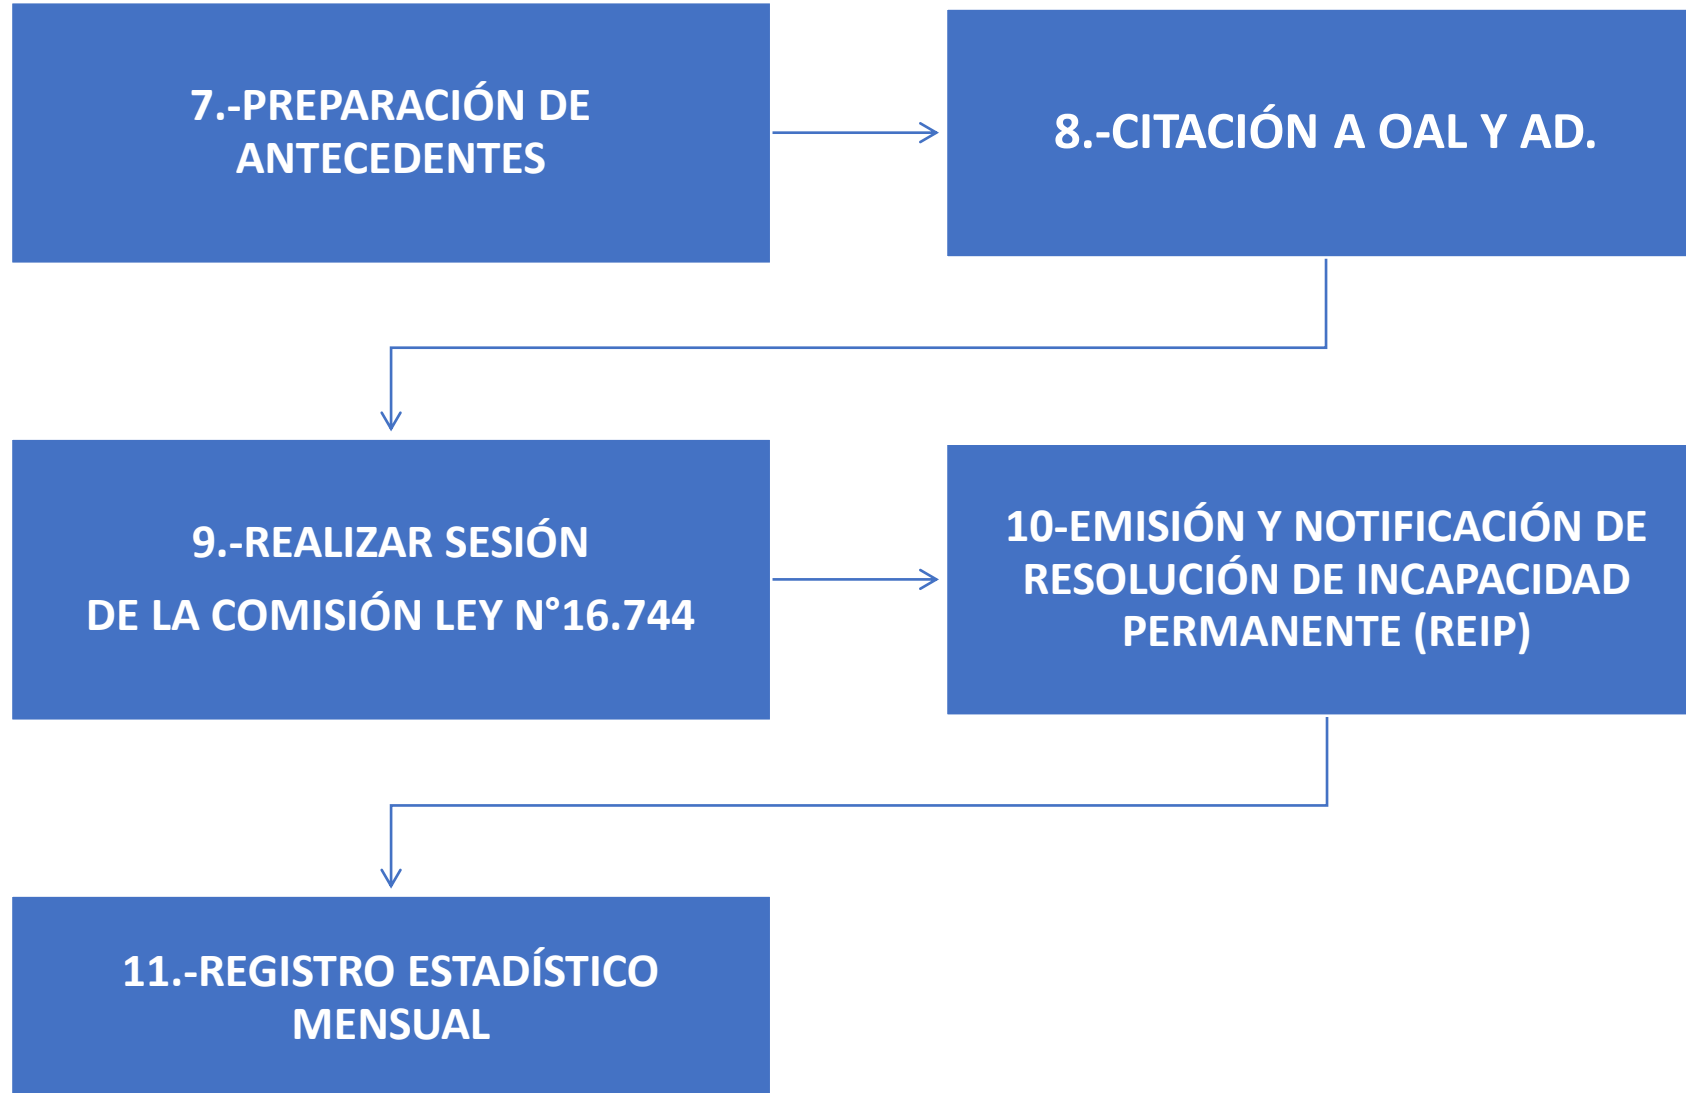 7.-PREPARACIÓN DE
ANTECEDENTES
8.-CITACIÓN A OAL Y AD.
9.-REALIZAR SESIÓN
DE LA COMISIÓN LEY N°16.744
10-EMISIÓN Y NOTIFICACIÓN DE
RESOLUCIÓN DE INCAPACIDAD
PERMANENTE (REIP)
11.-REGISTRO ESTADÍSTICO
MENSUAL